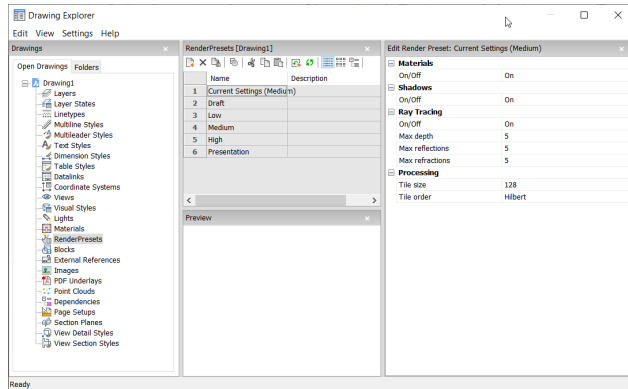 Drawing Explorer
Edit View Settings Help
Drawings
Open Drawings Folders
Drawing1
Layers
Layer States
Linetypes
Multiline Styles
Multileader Styles
Text Styles
Dimension Styles
Table Styles
Datalinks
Coordinate Systems
Views
Visual Styles
Lights
Materials
RenderPresets
Blocks
External References
Images
PDF Underlays
Point Clouds
Dependencies
Page Setups
Section Planes
View Detail Styles
View Section Styles
RenderPresets [Drawing1]
Name Description
1 Current Settings (Medium)
2 Draft
3 Low
4 Medium
5 High
6 Presentation
Preview
Edit Render Preset: Current Settings (Medium)
Materials
On/Off On
Shadows
On/Off On
Ray Tracing
On/Off On
Max depth 5
Max reflections 5
Max refractions 5
Processing
Tile size 128
Tile order Hilbert
Ready